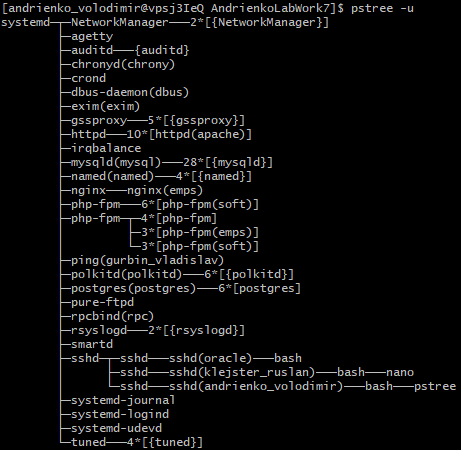 [andrienko_volodimir@vpsj3IeQ AndrienkoLabWork7]$ pstree -u
systemd─┬─NetworkManager───2*[{NetworkManager}]
        ├─agetty
        ├─auditd───{auditd}
        ├─chronyd(chrony)
        ├─crond
        ├─dbus-daemon(dbus)
        ├─exim(exim)
        ├─gssproxy───5*[{gssproxy}]
        ├─httpd───10*[httpd(apache)]
        ├─irqbalance
        ├─mysqld(mysql)───28*[{mysqld}]
        ├─named(named)───4*[{named}]
        ├─nginx───nginx(emps)
        ├─php-fpm───6*[php-fpm(soft)]
        ├─php-fpm─┬─4*[php-fpm]
        │         ├─3*[php-fpm(emps)]
        │         └─3*[php-fpm(soft)]
        ├─ping(gurbin_vladislav)
        ├─polkitd(polkitd)───6*[{polkitd}]
        ├─postgres(postgres)───6*[postgres]
        ├─pure-ftpd
        ├─rpcbind(rpc)
        ├─rsyslogd───2*[{rsyslogd}]
        ├─smartd
        ├─sshd─┬─sshd───sshd(oracle)───bash
        │      ├─sshd───sshd(klejster_ruslan)───bash───nano
        │      └─sshd───sshd(andrienko_volodimir)───bash───pstree
        ├─systemd-journal
        ├─systemd-logind
        ├─systemd-udevd
        └─tuned───4*[{tuned}]